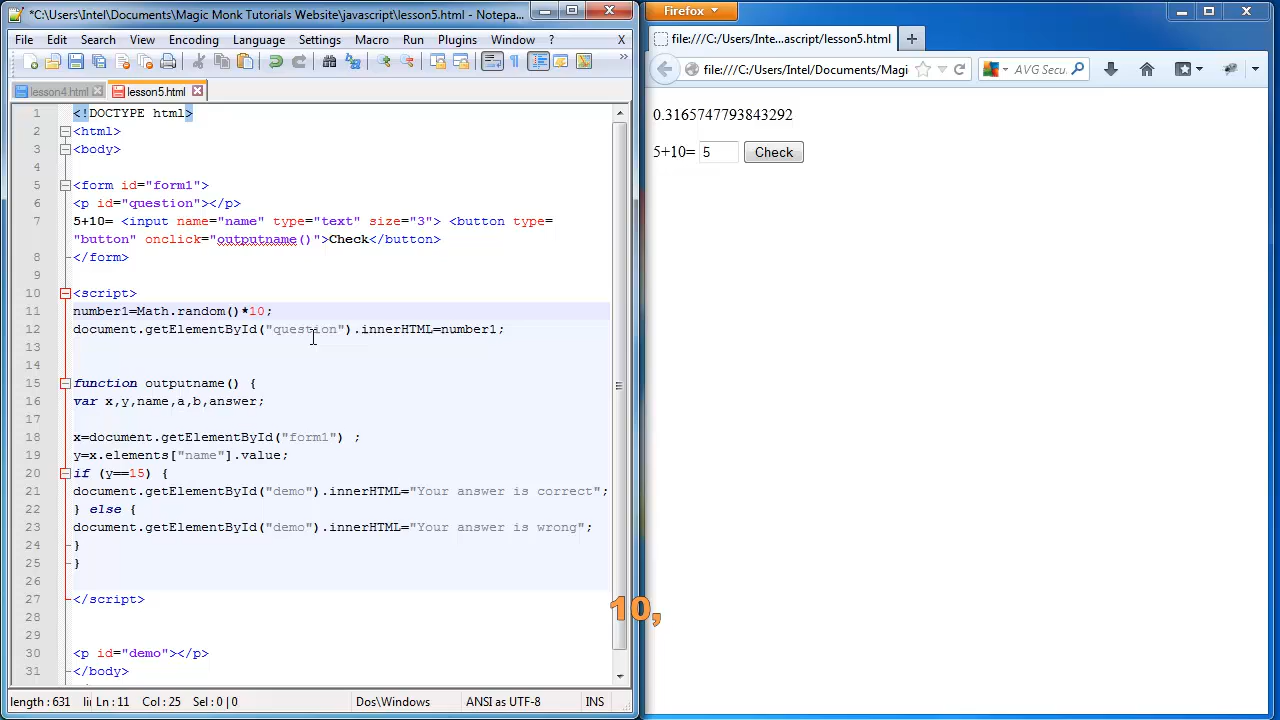 *C:\Users\Intel\Documents\Magic Monk Tutorials Website\javascript\lesson5.html - Notepa...
File Edit Search View Encoding Language Settings Macro Run Plugins Window ? X
lesson4.html lesson5.html
1 <!DOCTYPE html>
2 <html>
3 <body>
4
5 <form id="form1">
6 <p id="question"></p>
7 5+10= <input name="name" type="text" size="3"> <button type=
"button" onclick="outputname()">Check</button>
8 </form>
9
10 <script>
11 number1=Math.random()*10;
12 document.getElementById("question").innerHTML=number1;
13
14
15 function outputname() {
16 var x,y,name,a,b,answer;
17
18 x=document.getElementById("form1") ;
19 y=x.elements["name"].value;
20 if (y==15) {
21 document.getElementById("demo").innerHTML="Your answer is correct";
22 } else {
23 document.getElementById("demo").innerHTML="Your answer is wrong";
24 }
25 }
26
27 </script>
28
29
30 <p id="demo"></p>
31 </body>
length : 631 li Ln : 11 Col : 25 Sel : 0 | 0 Dos\Windows ANSI as UTF-8 INS
Firefox
file:///C:/Users/Inte...ascript/lesson5.html
file:///C:/Users/Intel/Documents/Magi AVG Secu
0.3165747793843292
5+10= 5 Check
10,